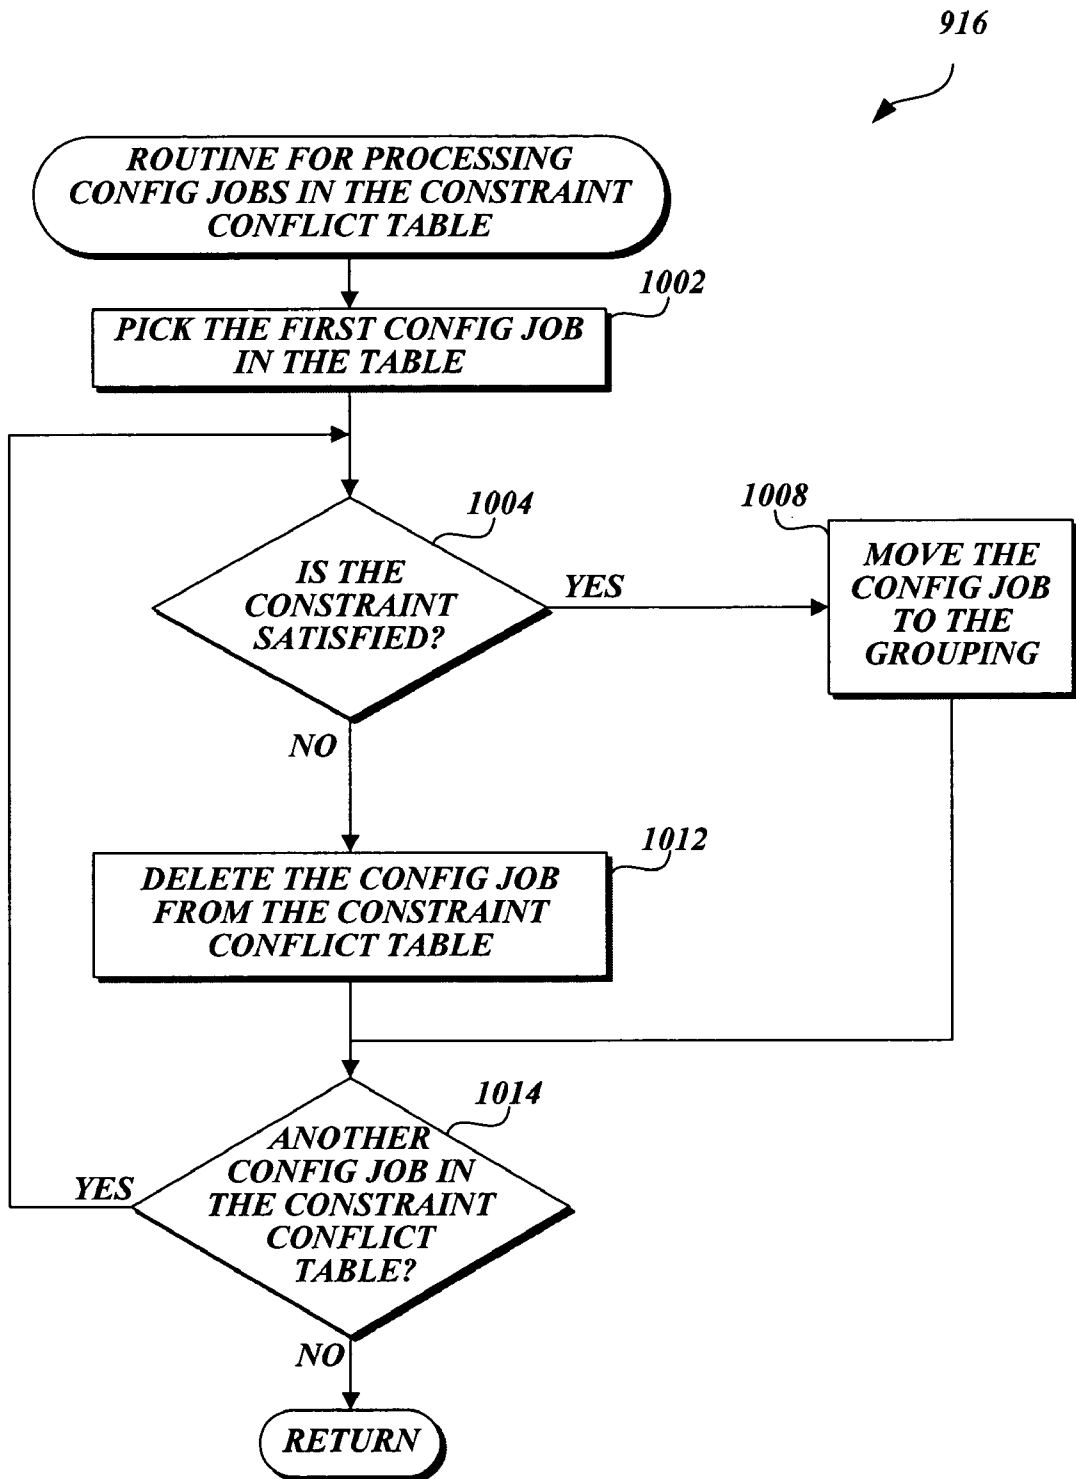 916
ROUTINE FOR PROCESSING
CONFIG JOBS IN THE CONSTRAINT
CONFLICT TABLE
1002
PICK THE FIRST CONFIG JOB
IN THE TABLE
1004
IS THE
CONSTRAINT
SATISFIED?
YES
1008
MOVE THE
CONFIG JOB
TO THE
GROUPING
NO
1012
DELETE THE CONFIG JOB
FROM THE CONSTRAINT
CONFLICT TABLE
1014
ANOTHER
CONFIG JOB IN
THE CONSTRAINT
CONFLICT
TABLE?
YES
NO
RETURN